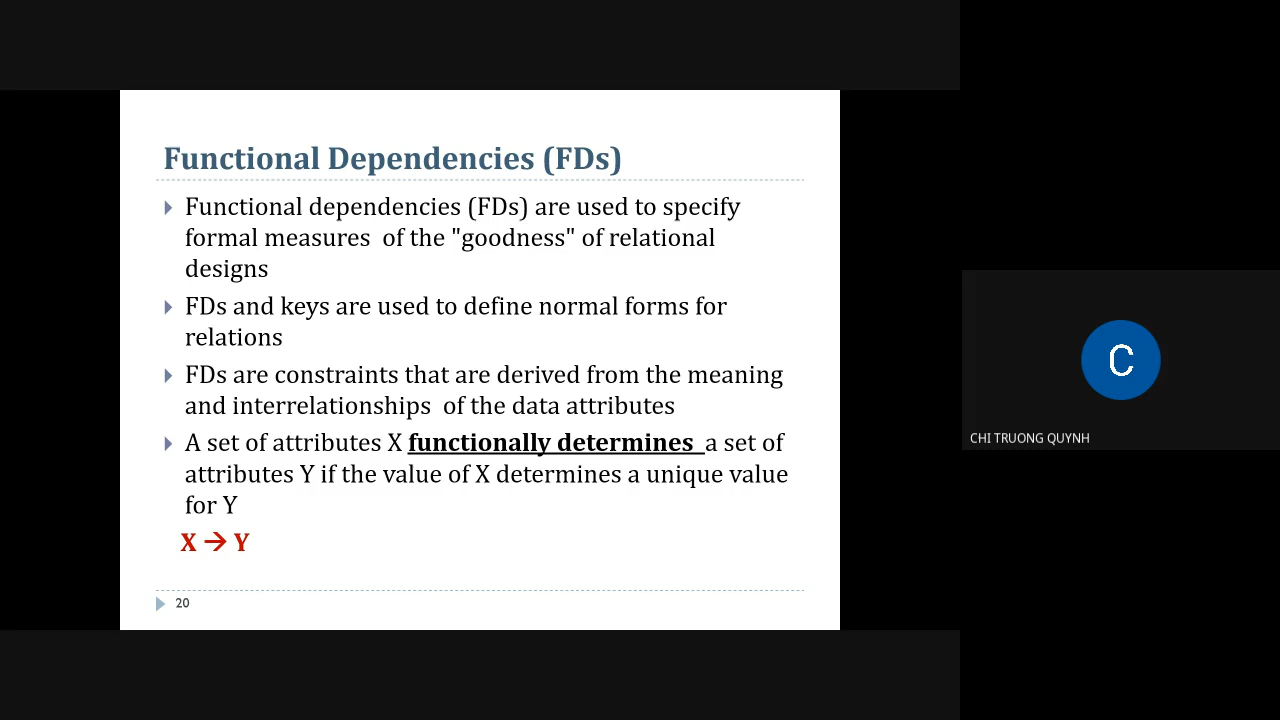 Functional Dependencies (FDs)
Functional dependencies (FDs) are used to specify
formal measures  of the "goodness" of relational
designs
FDs and keys are used to define normal forms for
relations
FDs are constraints that are derived from the meaning
and interrelationships  of the data attributes
A set of attributes X functionally determines  a set of
attributes Y if the value of X determines a unique value
for Y
X → Y
20
C
CHI TRUONG QUYNH